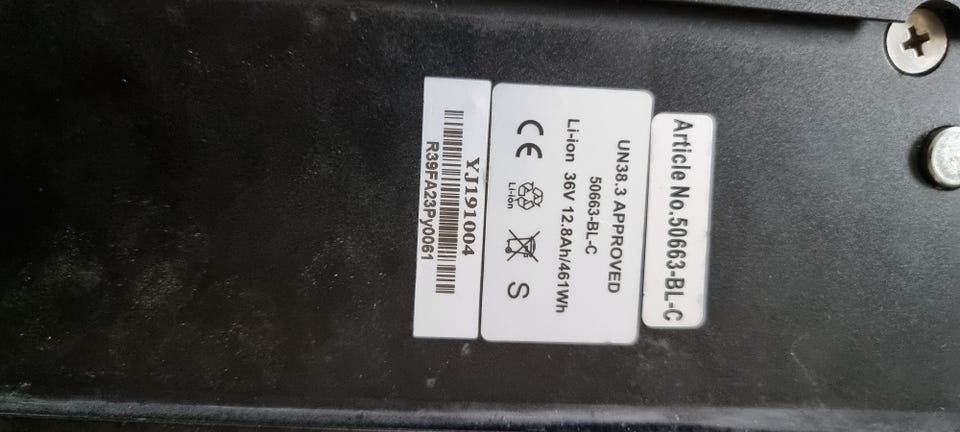 Article No.50663-BL-C
UN38.3 APPROVED
50663-BL-C
Li-ion 36V 12.8Ah/461Wh
CE
Li-ion
S
YJ191004
R39FA23Py0061